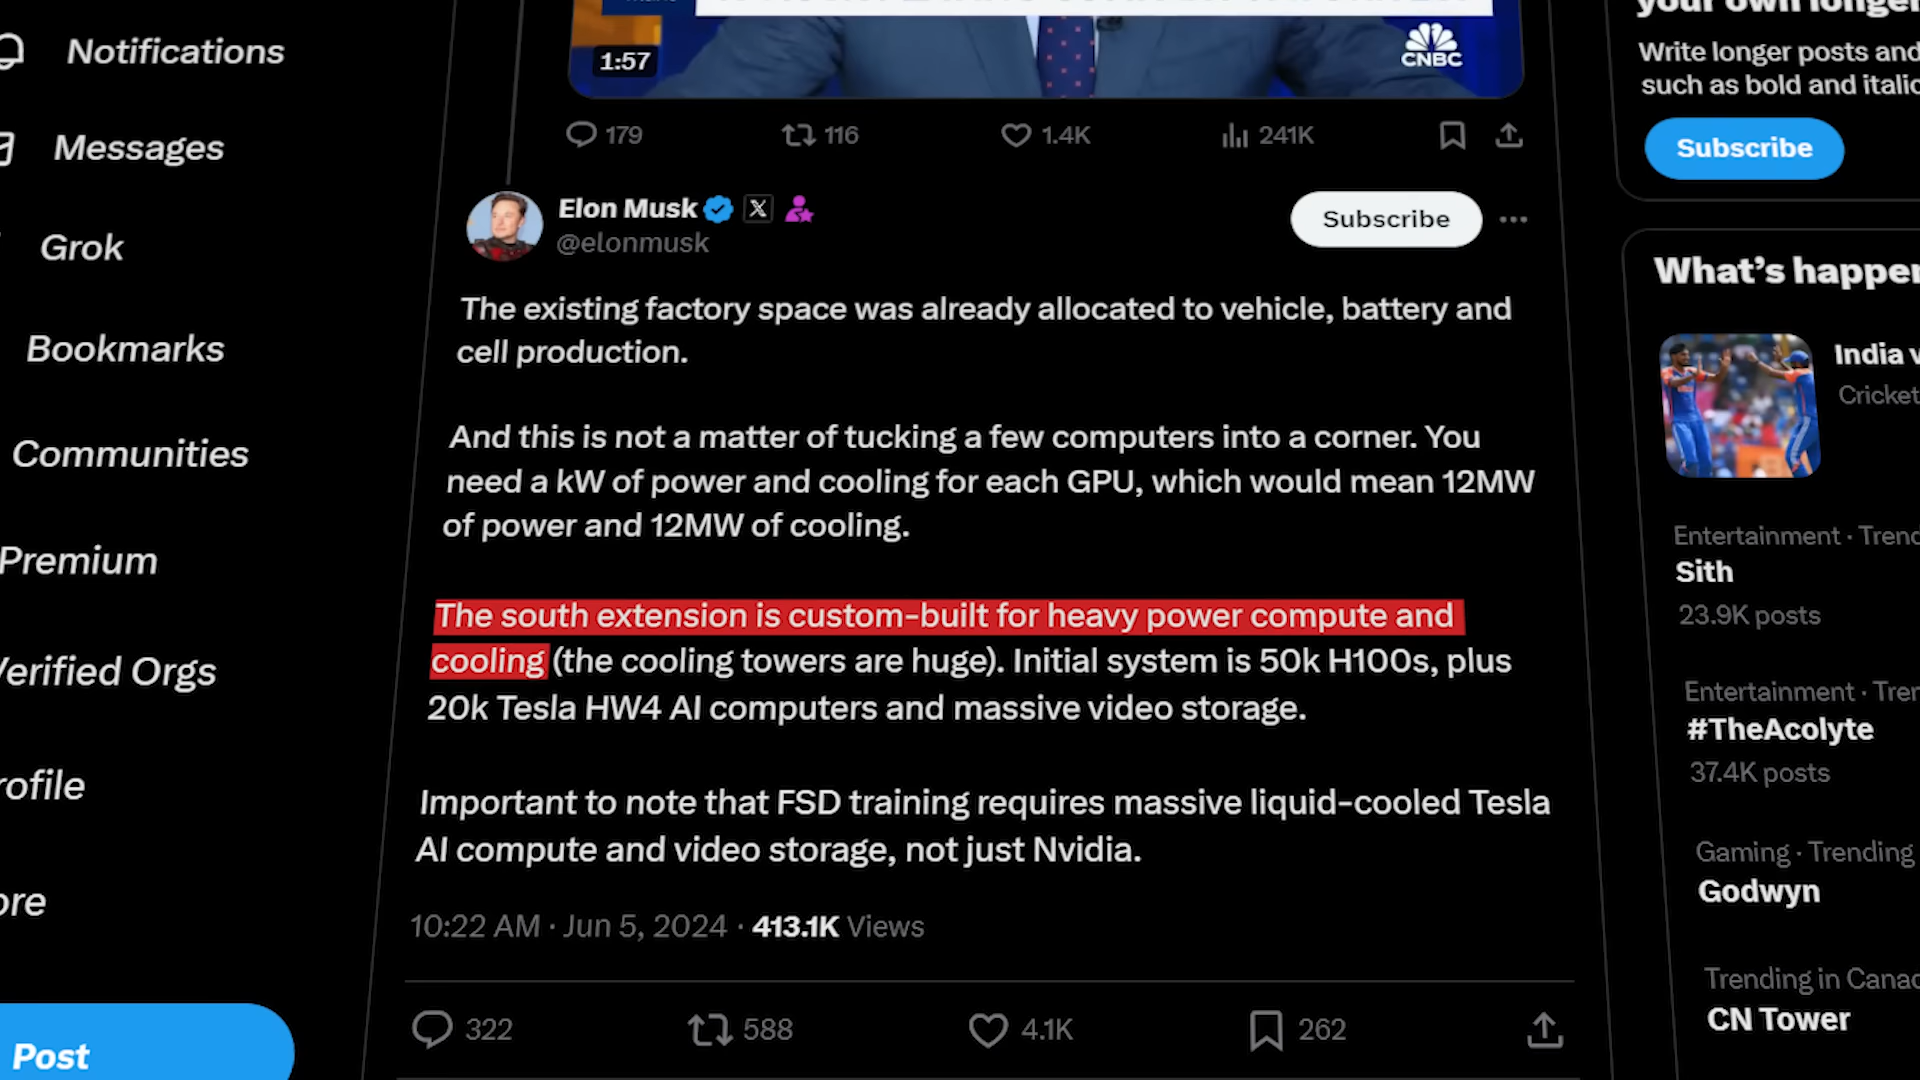 Notifications
Messages
Grok
Bookmarks
Communities
Premium
Verified Orgs
Post
1:57
CNBC
179 116 1.4K 241K
Elon Musk
@elonmusk
Subscribe
The existing factory space was already allocated to vehicle, battery and
cell production.
And this is not a matter of tucking a few computers into a corner. You
need a kW of power and cooling for each GPU, which would mean 12MW
of power and 12MW of cooling.
The south extension is custom-built for heavy power compute and
cooling (the cooling towers are huge). Initial system is 50k H100s, plus
20k Tesla HW4 AI computers and massive video storage.
Important to note that FSD training requires massive liquid-cooled Tesla
AI compute and video storage, not just Nvidia.
10:22 AM · Jun 5, 2024 · 413.1K Views
322 588 4.1K 262
your own longer
Write longer posts and
such as bold and italic
Subscribe
What's happen
India v
Cricket
Entertainment · Trend
Sith
23.9K posts
Entertainment · Tren
#TheAcolyte
37.4K posts
Gaming · Trending
Godwyn
Trending in Canad
CN Tower